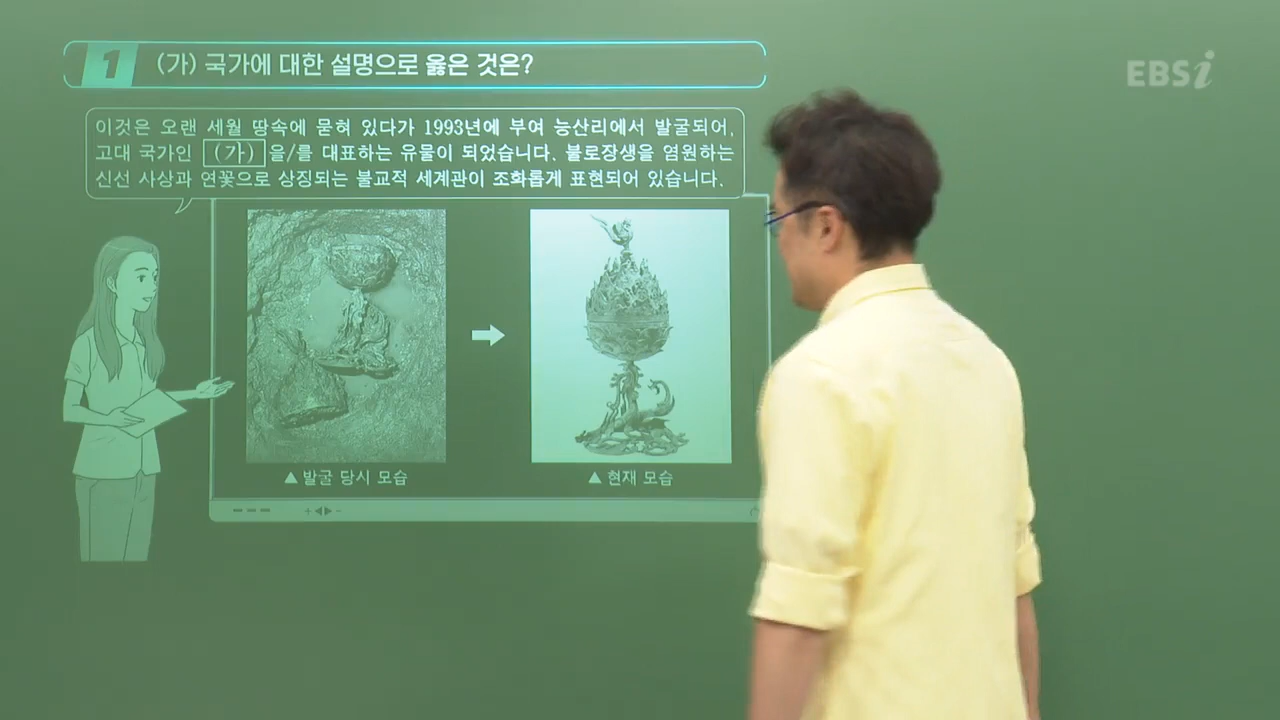 1 (가) 국가에 대한 설명으로 옳은 것은?
EBSi
이것은 오랜 세월 땅속에 묻혀 있다가 1993년에 부여 능산리에서 발굴되어,
고대 국가인 (가) 을/를 대표하는 유물이 되었습니다. 불로장생을 염원하는
신선 사상과 연꽃으로 상징되는 불교적 세계관이 조화롭게 표현되어 있습니다.
▲발굴 당시 모습
▲현재 모습